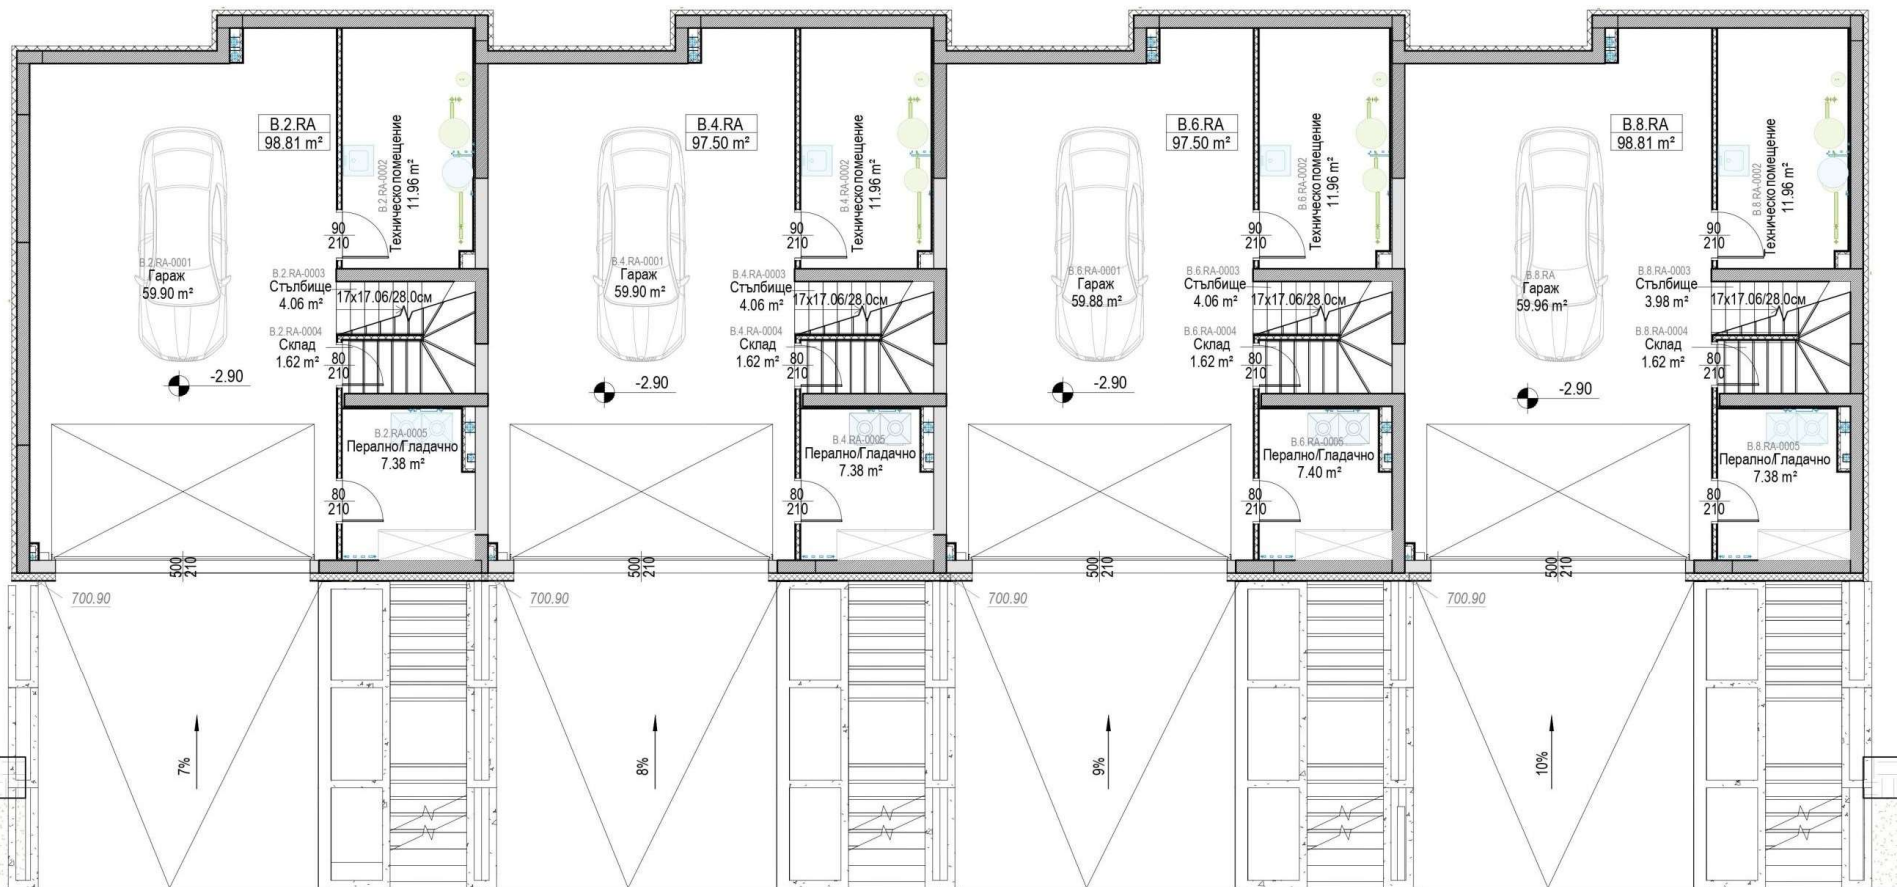 B.2.RA
98.81 m²
B.2.RA-0002
Техническо помещение
11.96 m²
90
210
B.2.RA-0001
Гараж
59.90 m²
B.2.RA-0003
Стълбище
4.06 m²
17x17.06/28.0см
B.2.RA-0004
Склад
1.62 m²
80
210
-2.90
B.2.RA-0005
Перално/Гладачно
7.38 m²
80
210
500
210
700.90
7%
B.4.RA
97.50 m²
B.4.RA-0002
Техническо помещение
11.96 m²
90
210
B.4.RA-0001
Гараж
59.90 m²
B.4.RA-0003
Стълбище
4.06 m²
17x17.06/28.0см
B.4.RA-0004
Склад
1.62 m²
80
210
-2.90
B.4.RA-0005
Перално/Гладачно
7.38 m²
80
210
500
210
700.90
8%
B.6.RA
97.50 m²
B.6.RA-0002
Техническо помещение
11.96 m²
90
210
B.6.RA-0001
Гараж
59.88 m²
B.6.RA-0003
Стълбище
4.06 m²
17x17.06/28.0см
B.6.RA-0004
Склад
1.62 m²
80
210
-2.90
B.6.RA-0005
Перално/Гладачно
7.40 m²
80
210
500
210
700.90
9%
B.8.RA
98.81 m²
B.8.RA-0002
Техническо помещение
11.96 m²
90
210
B.8.RA
Гараж
59.96 m²
B.8.RA-0003
Стълбище
3.98 m²
17x17.06/28.0см
B.8.RA-0004
Склад
1.62 m²
80
210
-2.90
B.8.RA-0005
Перално/Гладачно
7.38 m²
80
210
500
210
700.90
10%